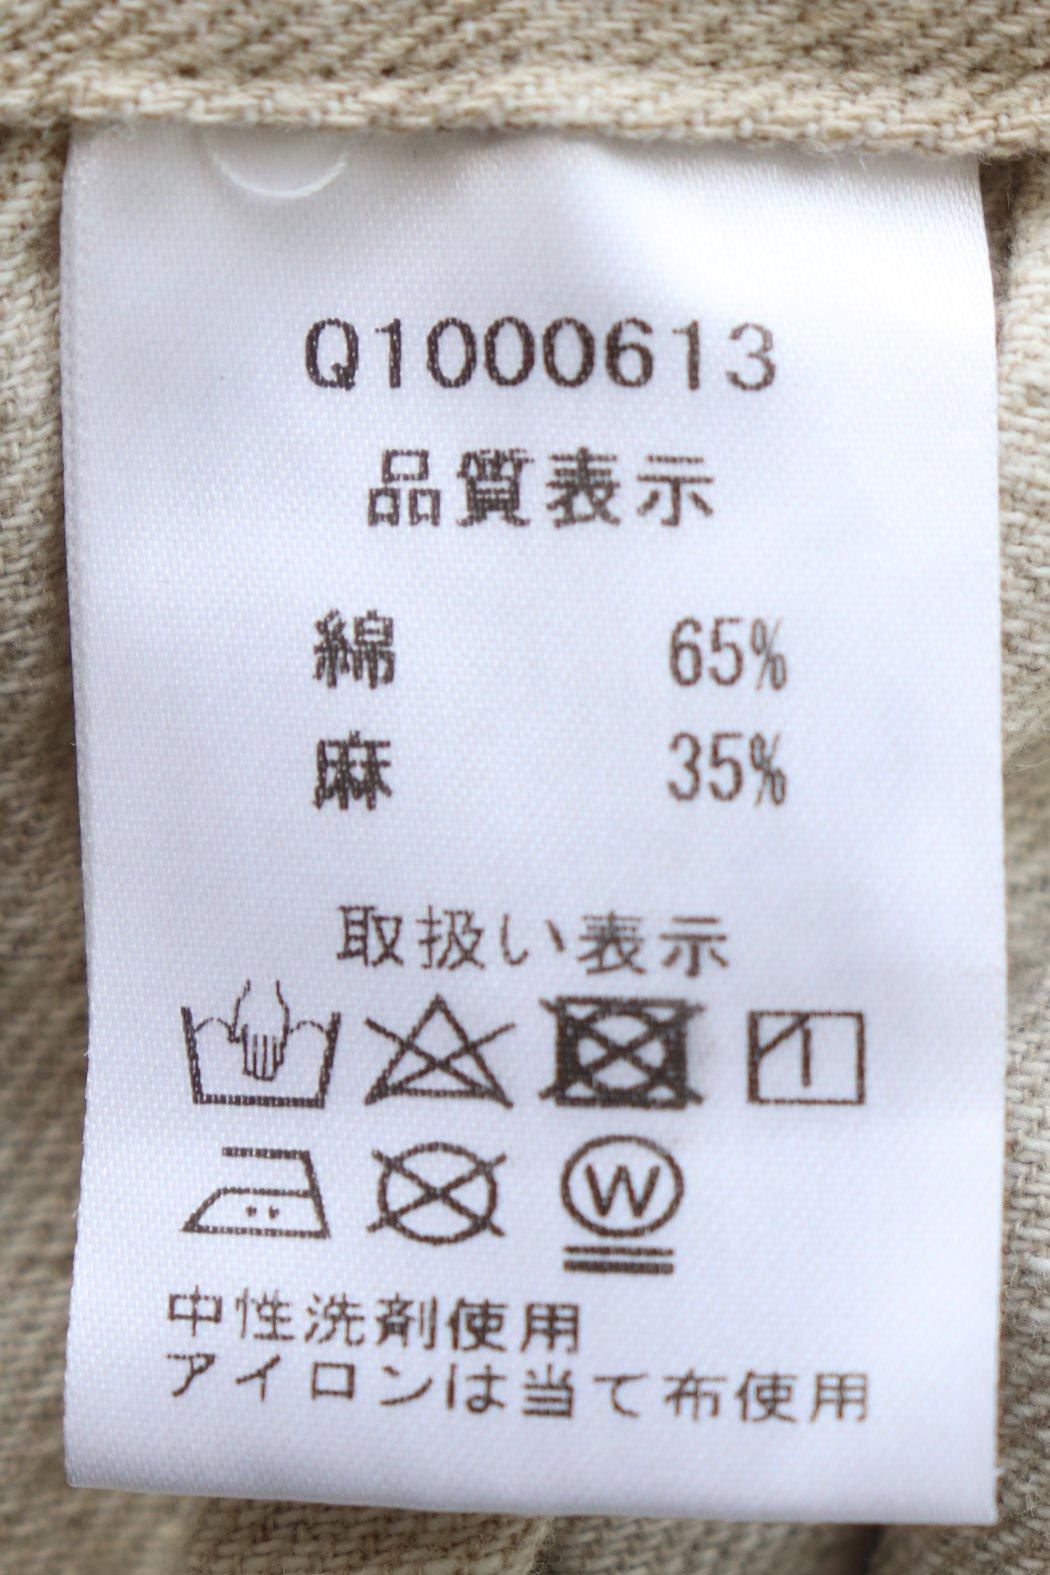 Q1000613
品質表示
綿 65%
麻 35%
取扱い表示
W
中性洗剤使用
アイロンは当て布使用